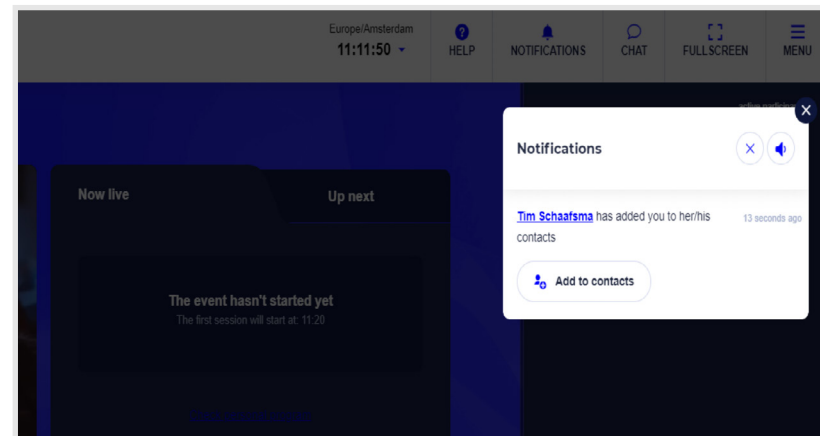 Europe/Amsterdam
11:11:50
HELP
NOTIFICATIONS
CHAT
FULLSCREEN
MENU
Notifications
Tim Schaafsma has added you to her/his
contacts
13 seconds ago
Add to contacts
Now live
Up next
The event hasn't started yet
The first session will start at: 11:20